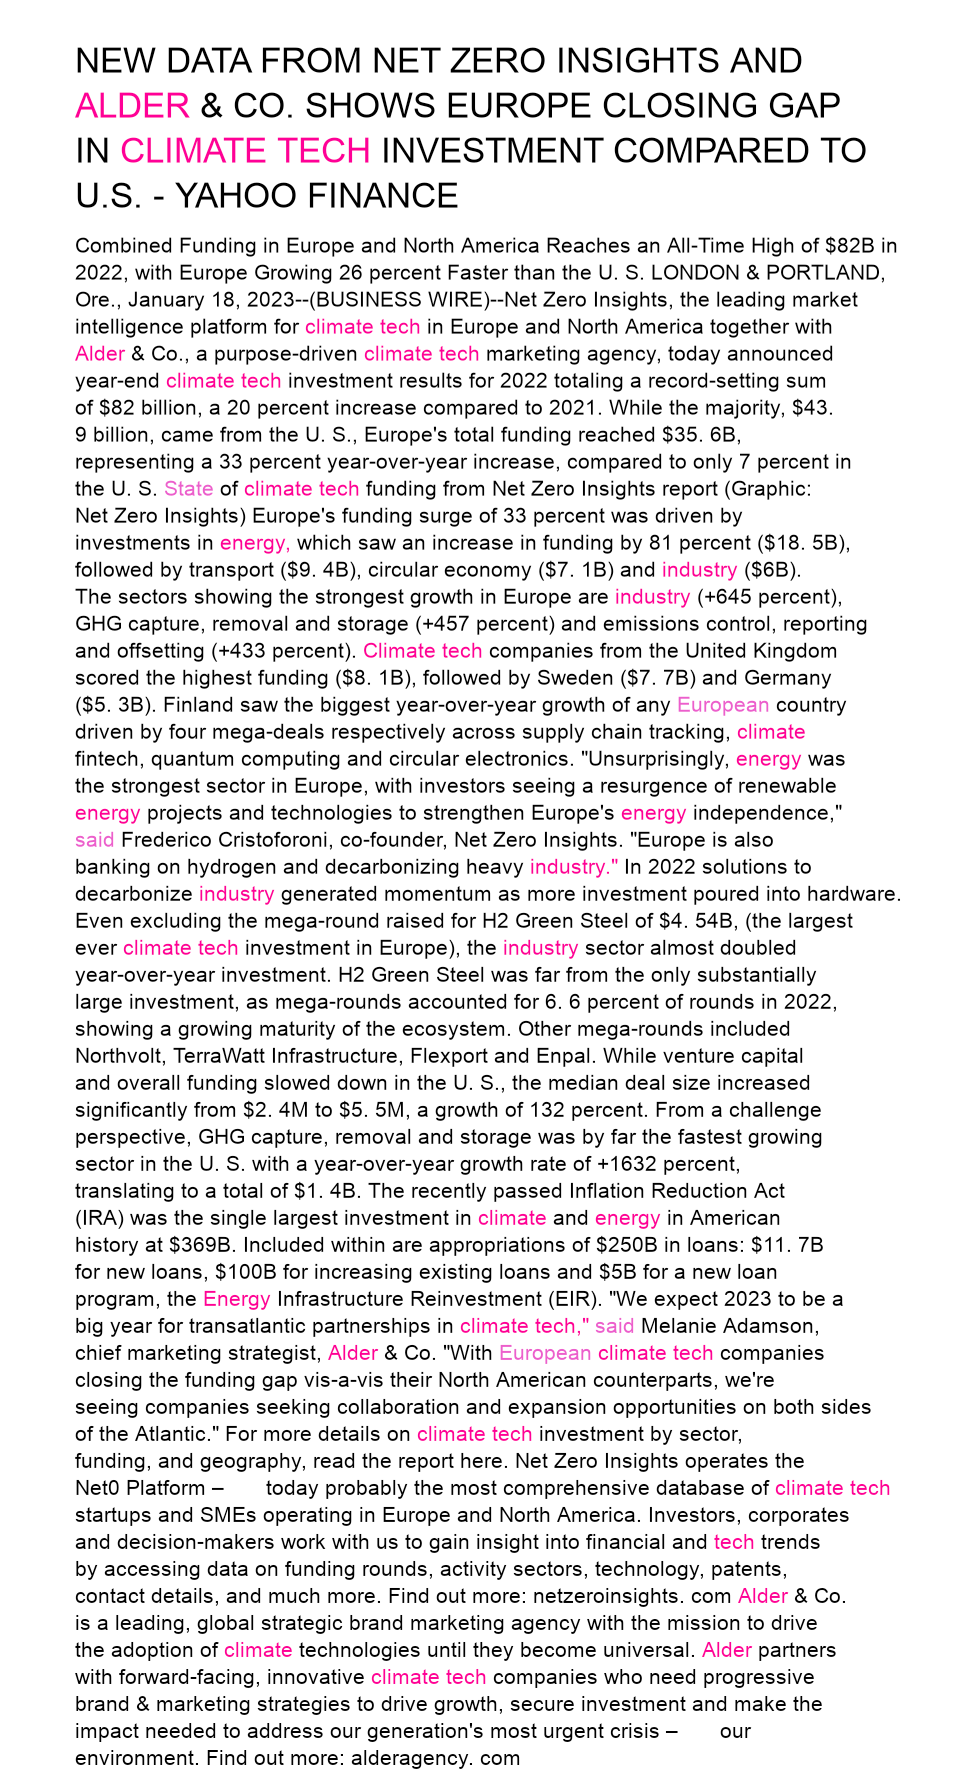 NEW DATA FROM NET ZERO INSIGHTS AND
ALDER & CO. SHOWS EUROPE CLOSING GAP
IN CLIMATE TECH INVESTMENT COMPARED TO
U.S. - YAHOO FINANCE
Combined Funding in Europe and North America Reaches an All-Time High of $82B in
2022, with Europe Growing 26 percent Faster than the U. S. LONDON & PORTLAND,
Ore., January 18, 2023--(BUSINESS WIRE)--Net Zero Insights, the leading market
intelligence platform for climate tech in Europe and North America together with
Alder & Co., a purpose-driven climate tech marketing agency, today announced
year-end climate tech investment results for 2022 totaling a record-setting sum
of $82 billion, a 20 percent increase compared to 2021. While the majority, $43.
9 billion, came from the U. S., Europe's total funding reached $35. 6B,
representing a 33 percent year-over-year increase, compared to only 7 percent in
the U. S. State of climate tech funding from Net Zero Insights report (Graphic:
Net Zero Insights) Europe's funding surge of 33 percent was driven by
investments in energy, which saw an increase in funding by 81 percent ($18. 5B),
followed by transport ($9. 4B), circular economy ($7. 1B) and industry ($6B).
The sectors showing the strongest growth in Europe are industry (+645 percent),
GHG capture, removal and storage (+457 percent) and emissions control, reporting
and offsetting (+433 percent). Climate tech companies from the United Kingdom
scored the highest funding ($8. 1B), followed by Sweden ($7. 7B) and Germany
($5. 3B). Finland saw the biggest year-over-year growth of any European country
driven by four mega-deals respectively across supply chain tracking, climate
fintech, quantum computing and circular electronics. "Unsurprisingly, energy was
the strongest sector in Europe, with investors seeing a resurgence of renewable
energy projects and technologies to strengthen Europe's energy independence,"
said Frederico Cristoforoni, co-founder, Net Zero Insights. "Europe is also
banking on hydrogen and decarbonizing heavy industry." In 2022 solutions to
decarbonize industry generated momentum as more investment poured into hardware.
Even excluding the mega-round raised for H2 Green Steel of $4. 54B, (the largest
ever climate tech investment in Europe), the industry sector almost doubled
year-over-year investment. H2 Green Steel was far from the only substantially
large investment, as mega-rounds accounted for 6. 6 percent of rounds in 2022,
showing a growing maturity of the ecosystem. Other mega-rounds included
Northvolt, TerraWatt Infrastructure, Flexport and Enpal. While venture capital
and overall funding slowed down in the U. S., the median deal size increased
significantly from $2. 4M to $5. 5M, a growth of 132 percent. From a challenge
perspective, GHG capture, removal and storage was by far the fastest growing
sector in the U. S. with a year-over-year growth rate of +1632 percent,
translating to a total of $1. 4B. The recently passed Inflation Reduction Act
(IRA) was the single largest investment in climate and energy in American
history at $369B. Included within are appropriations of $250B in loans: $11. 7B
for new loans, $100B for increasing existing loans and $5B for a new loan
program, the Energy Infrastructure Reinvestment (EIR). "We expect 2023 to be a
big year for transatlantic partnerships in climate tech," said Melanie Adamson,
chief marketing strategist, Alder & Co. "With European climate tech companies
closing the funding gap vis-a-vis their North American counterparts, we're
seeing companies seeking collaboration and expansion opportunities on both sides
of the Atlantic." For more details on climate tech investment by sector,
funding, and geography, read the report here. Net Zero Insights operates the
Net0 Platform – today probably the most comprehensive database of climate tech
startups and SMEs operating in Europe and North America. Investors, corporates
and decision-makers work with us to gain insight into financial and tech trends
by accessing data on funding rounds, activity sectors, technology, patents,
contact details, and much more. Find out more: netzeroinsights. com Alder & Co.
is a leading, global strategic brand marketing agency with the mission to drive
the adoption of climate technologies until they become universal. Alder partners
with forward-facing, innovative climate tech companies who need progressive
brand & marketing strategies to drive growth, secure investment and make the
impact needed to address our generation's most urgent crisis – our
environment. Find out more: alderagency. com